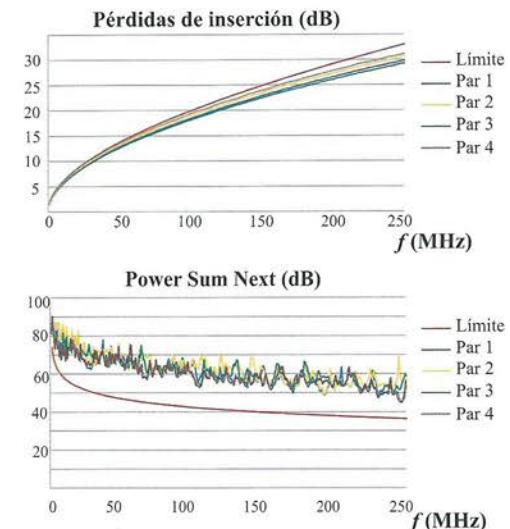 Pérdidas de inserción (dB)
30
25
20
15
10
5
0 50 100 150 200 250
f (MHz)
Límite
Par 1
Par 2
Par 3
Par 4
Power Sum Next (dB)
100
80
60
40
20
0 50 100 150 200 250
f (MHz)
Límite
Par 1
Par 2
Par 3
Par 4